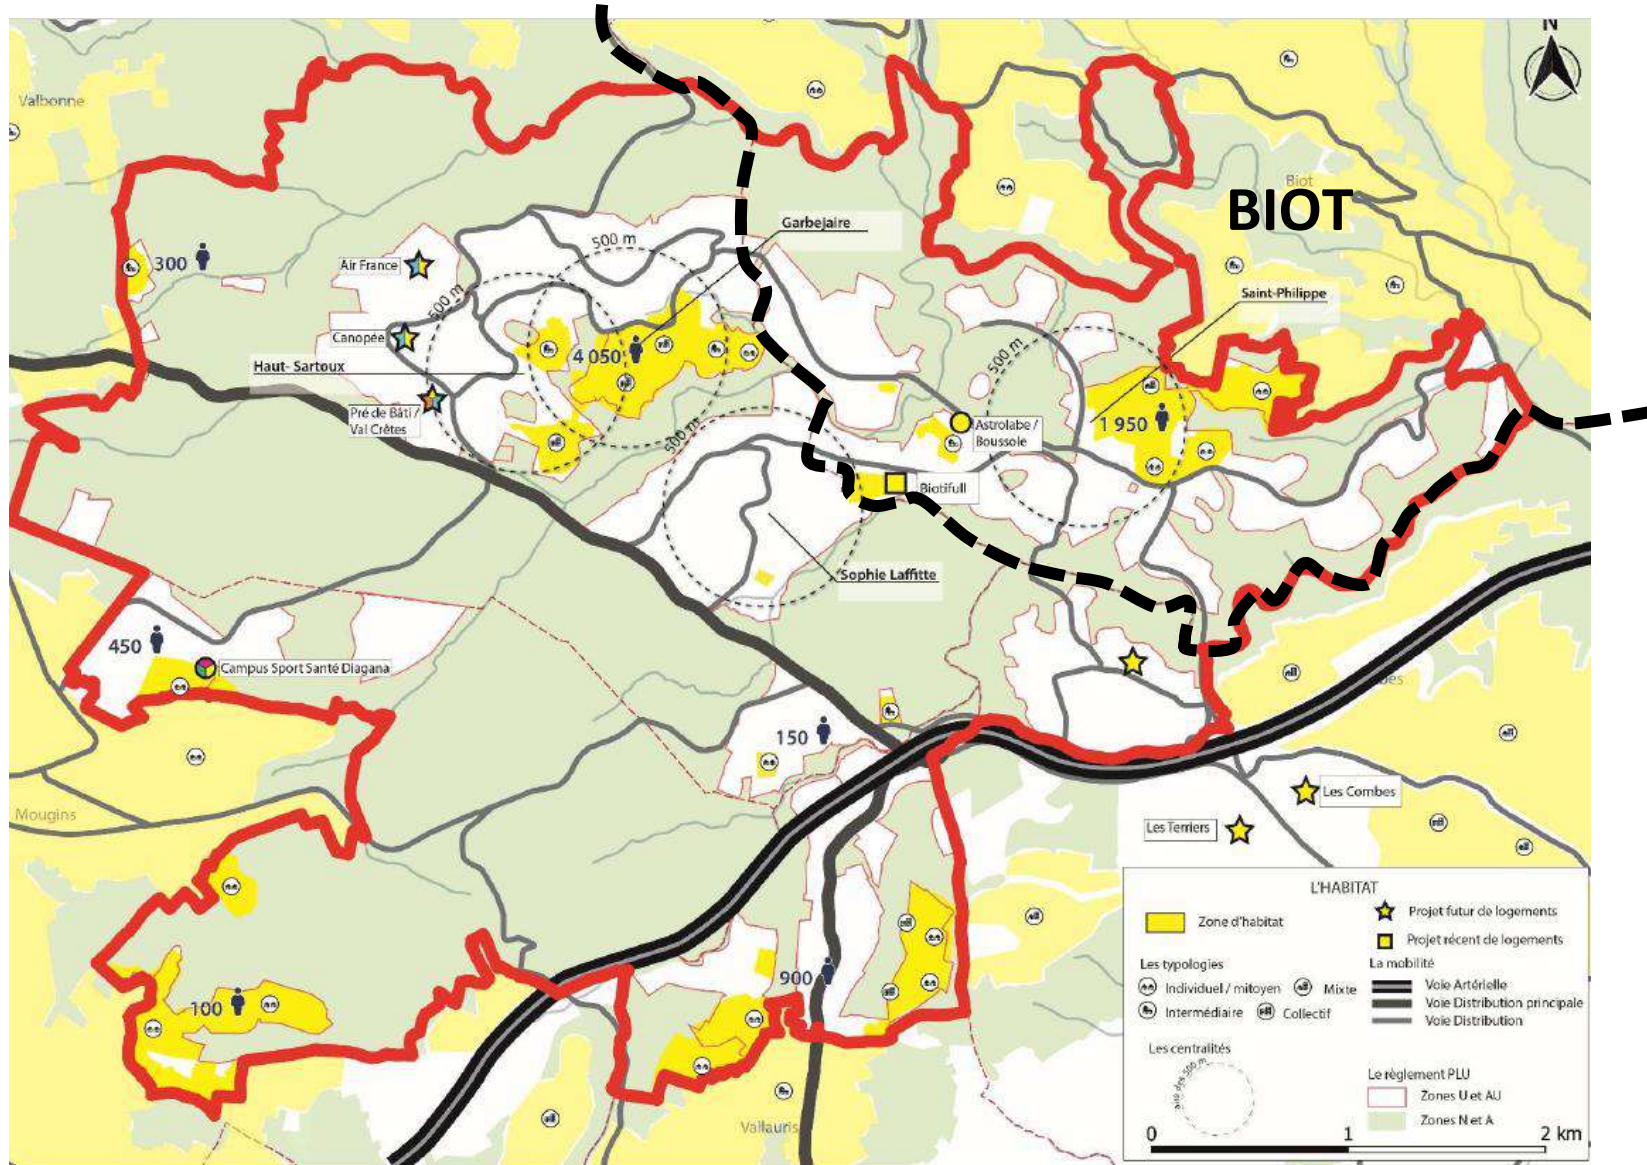 N
Valbonne
Biot
BIOT
Garbejaire
500 m
300
Air France
500 m
Saint-Philippe
Canopée
4 050
500 m
Haut- Sartoux
Pré de Bâti /
Val Crêtes
1 950
Astrolabe /
Boussole
500 m
Biotifull
Sophie Laffitte
450
Campus Sport Santé Diagana
150
Mougins
Les Combes
Les Terriers
900
100
Vallauris
L'HABITAT
Zone d'habitat
Projet futur de logements
Projet récent de logements
Les typologies
Individuel / mitoyen
Mixte
Intermédiaire
Collectif
La mobilité
Voie Artérielle
Voie Distribution principale
Voie Distribution
Les centralités
aire des 500 m
Le règlement PLU
Zones U et AU
Zones N et A
0 1 2 km